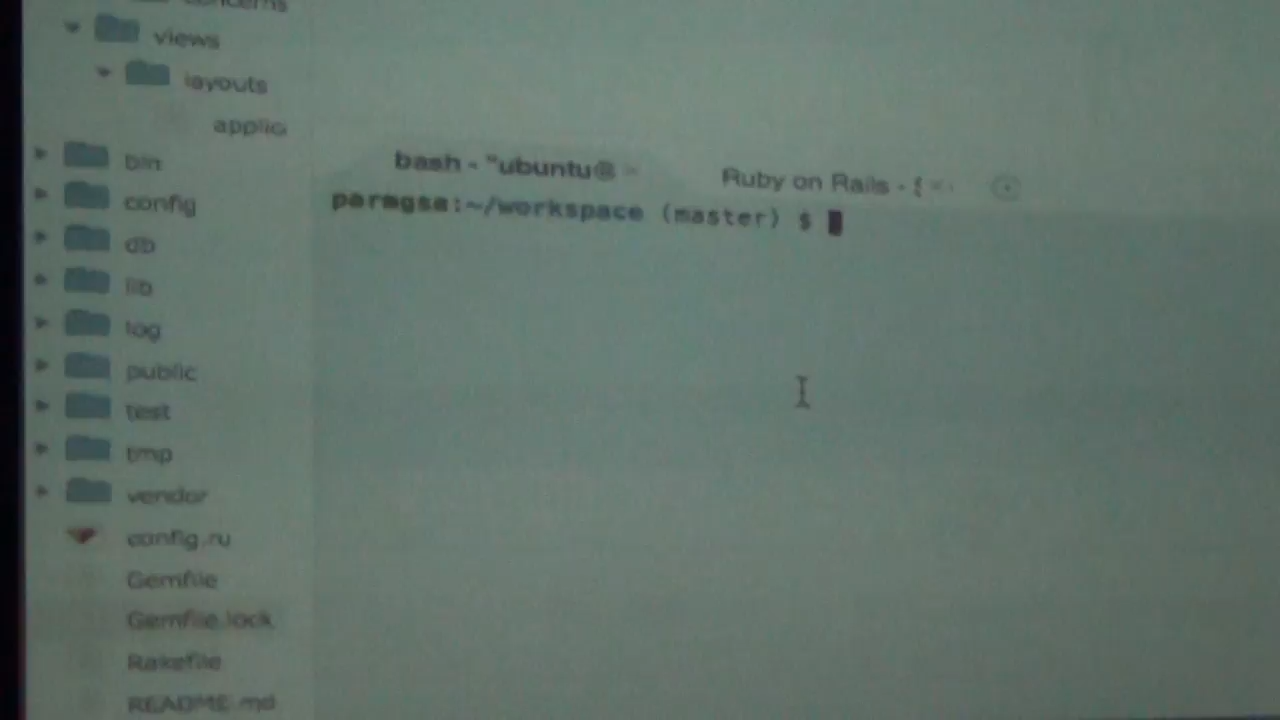 concerns
views
layouts
applic
bin
config
db
lib
log
public
test
tmp
vendor
config.ru
Gemfile
Gemfile.lock
Rakefile
README.md
bash - "ubuntu@
Ruby on Rails -
:~/workspace (master) $